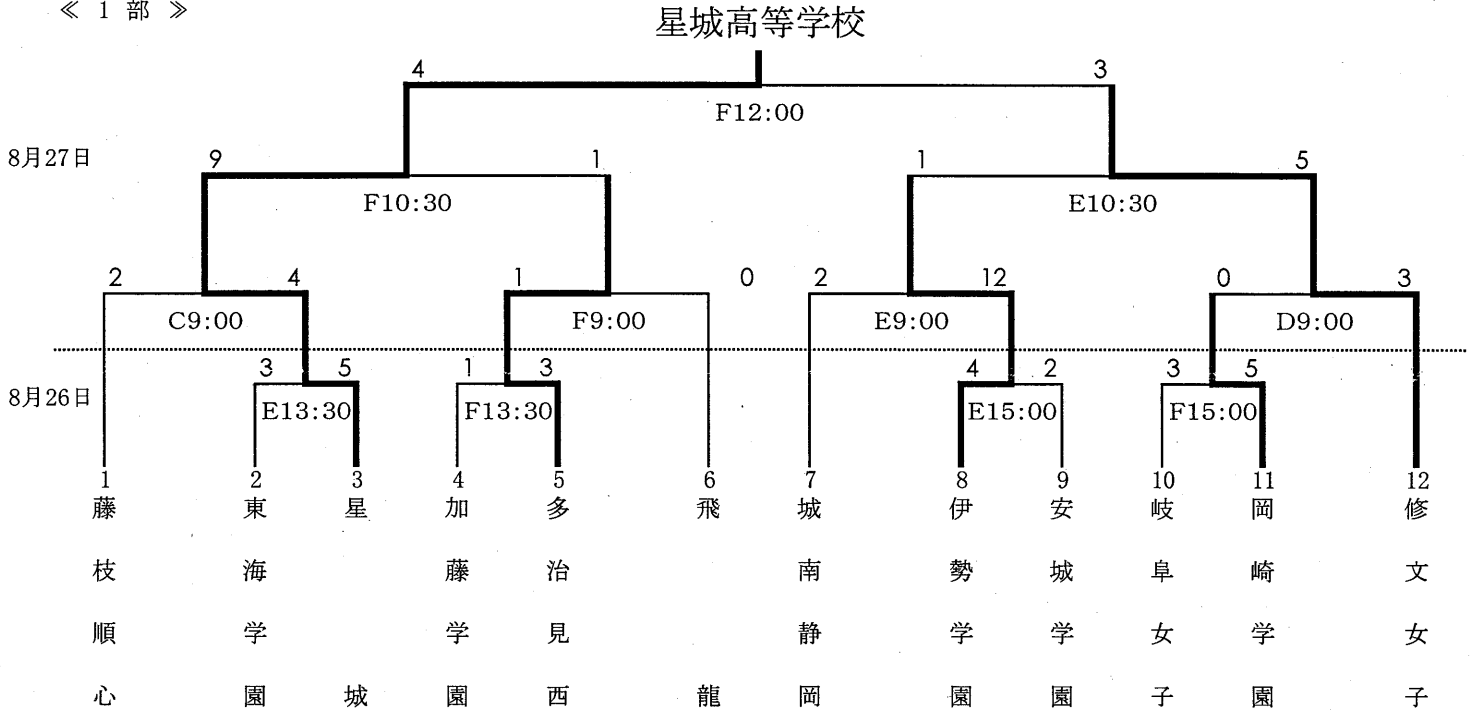 ≪ 1 部 ≫
星城高等学校
4 3
F12:00
8月27日
9 1 1 5
F10:30 E10:30
2 4 1 0 2 12 0 3
C9:00 F9:00 E9:00 D9:00
8月26日
3 5 1 3 4 2 3 5
E13:30 F13:30 E15:00 F15:00
1 2 3 4 5 6 7 8 9 10 11 12
藤枝順心
東海学園
星城
加藤学園
多治見西
飛龍
城南静岡
伊勢学園
安城学園
岐阜女子
岡崎学園
修文女子